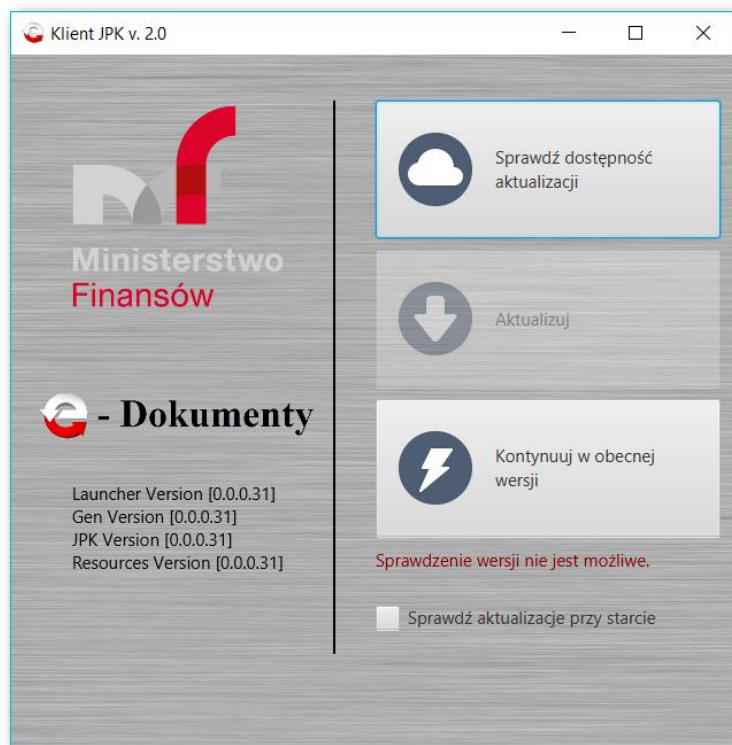 Klient JPK v. 2.0
Ministerstwo
Finansów
e - Dokumenty
Launcher Version [0.0.0.31]
Gen Version [0.0.0.31]
JPK Version [0.0.0.31]
Resources Version [0.0.0.31]
Sprawdź dostępność
aktualizacji
Aktualizuj
Kontynuuj w obecnej
wersji
Sprawdzenie wersji nie jest możliwe.
Sprawdź aktualizacje przy starcie